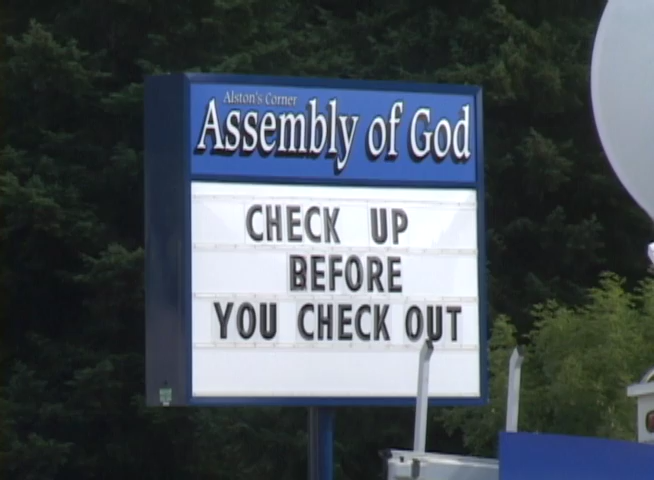 Alston's Corner
Assembly of God
CHECK UP
BEFORE
YOU CHECK OUT